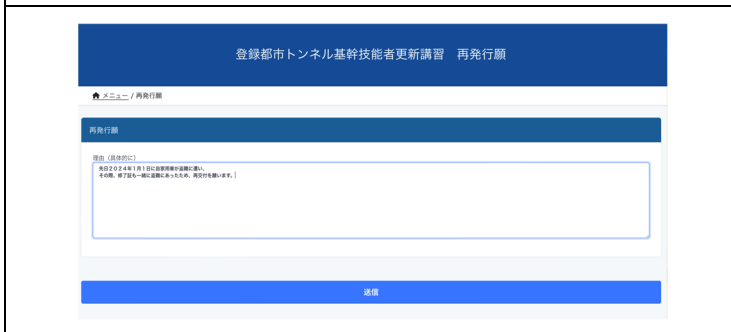 登録都市トンネル基幹技能者更新講習　再発行願
メニュー / 再発行願
再発行願
理由（具体的に）
先日２０２４年１月１日に自家用車が盗難に遭い、
その際、修了証も一緒に盗難にあったため、再交付を願います。
送信